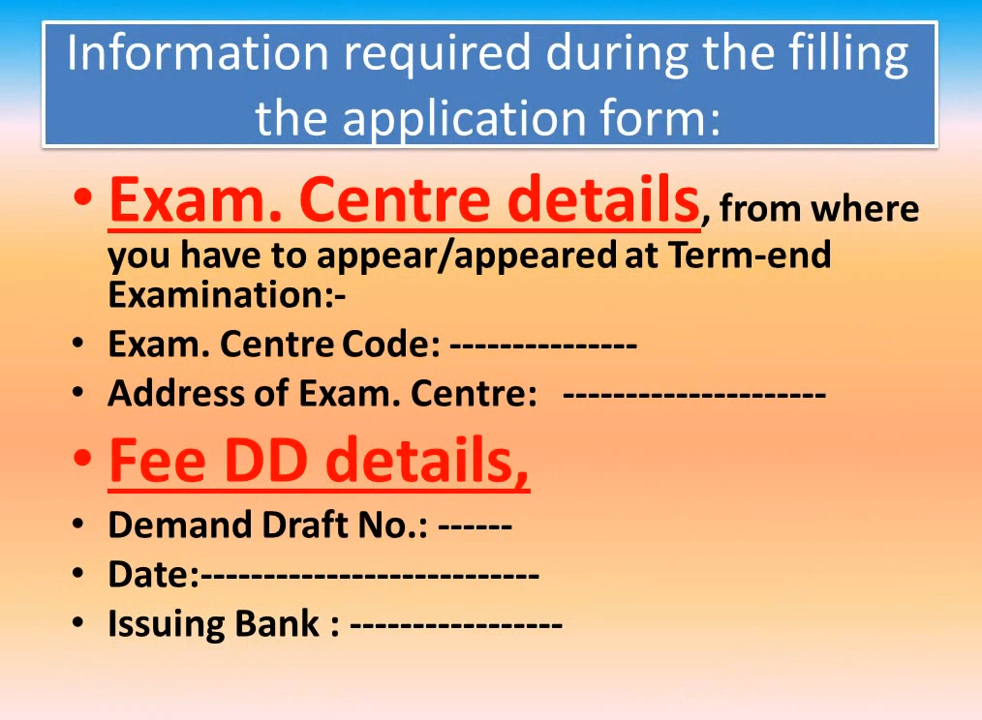 Information required during the filling
the application form:
• Exam. Centre details, from where
you have to appear/appeared at Term-end
Examination:-
• Exam. Centre Code: ---------------
• Address of Exam. Centre: ---------------------
• Fee DD details,
• Demand Draft No.: ------
• Date:---------------------------
• Issuing Bank : -----------------